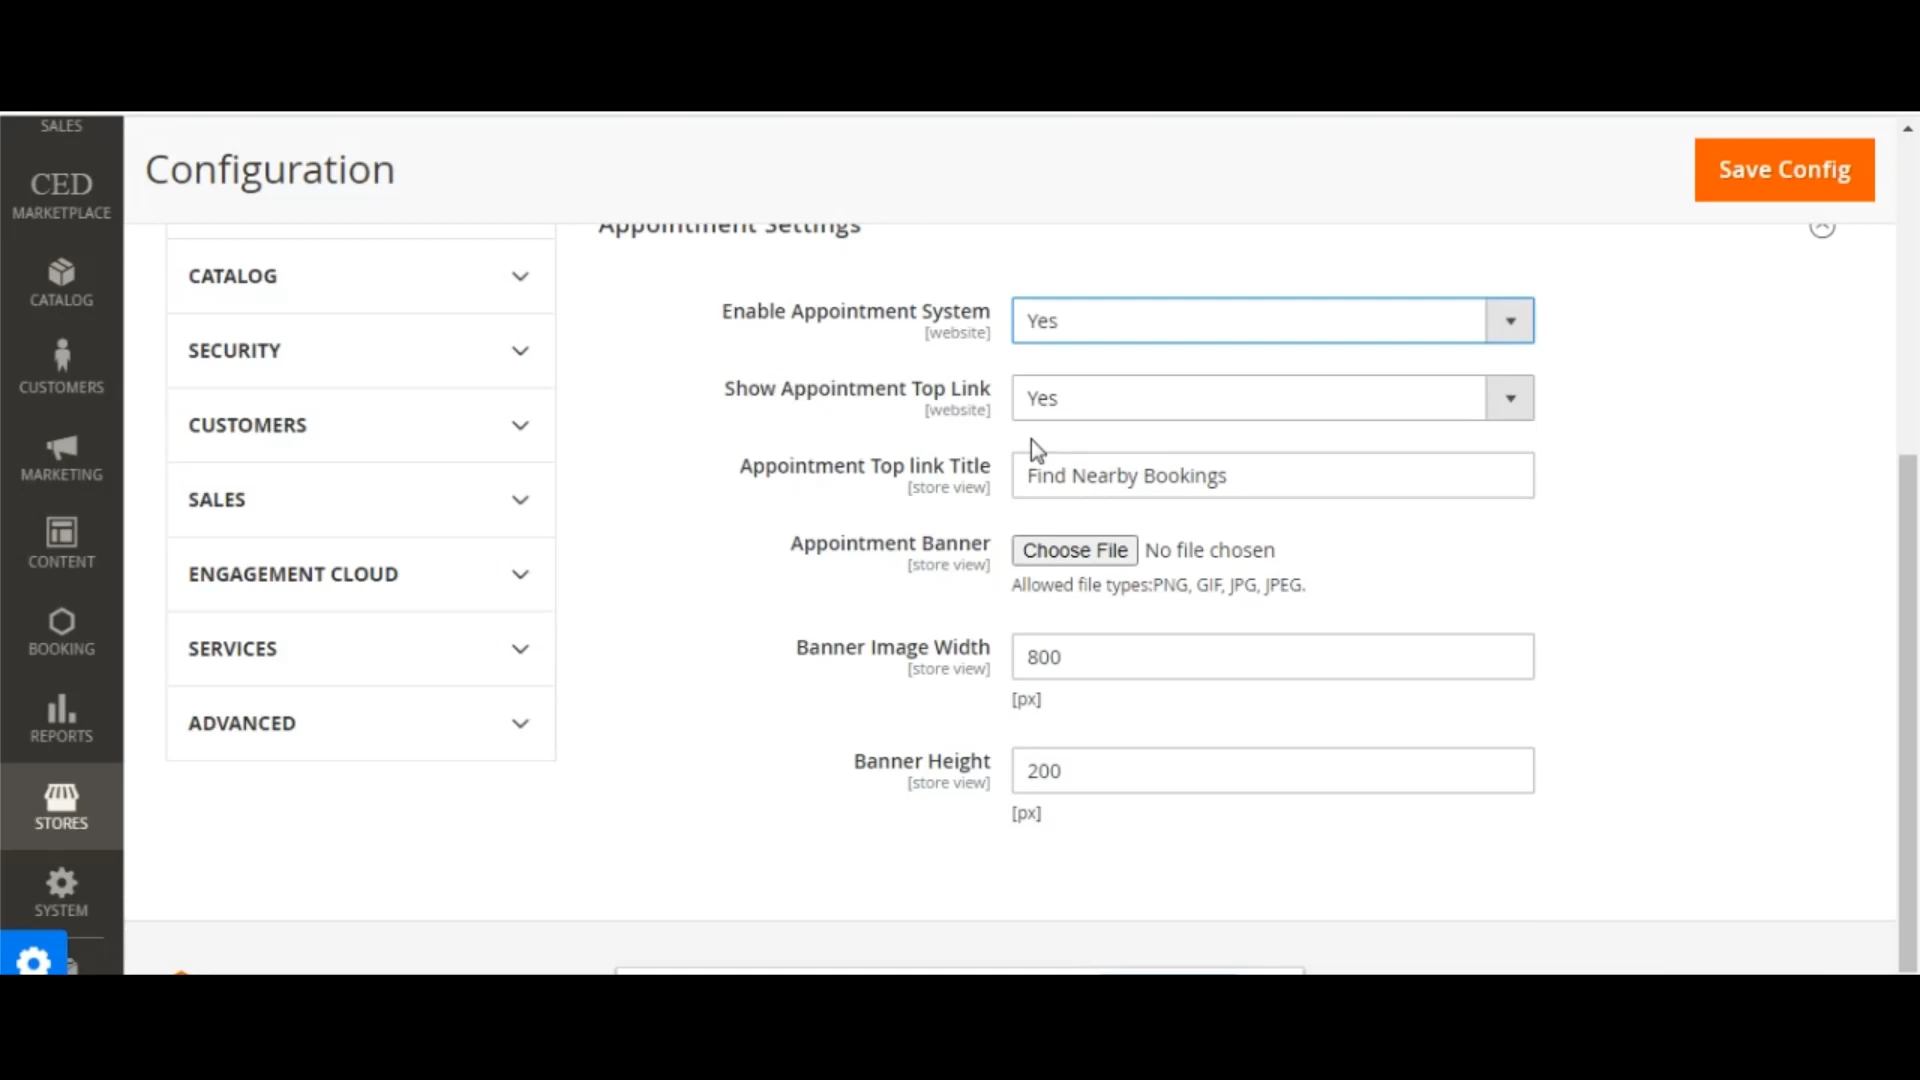 SALES
CED
MARKETPLACE
CATALOG
CUSTOMERS
MARKETING
CONTENT
BOOKING
REPORTS
STORES
SYSTEM
Configuration
Save Config
CATALOG
SECURITY
CUSTOMERS
SALES
ENGAGEMENT CLOUD
SERVICES
ADVANCED
Appointment Settings
Enable Appointment System
[website]
Yes
Show Appointment Top Link
[website]
Yes
Appointment Top link Title
[store view]
Find Nearby Bookings
Appointment Banner
[store view]
Choose File No file chosen
Allowed file types:PNG, GIF, JPG, JPEG.
Banner Image Width
[store view]
800
[px]
Banner Height
[store view]
200
[px]